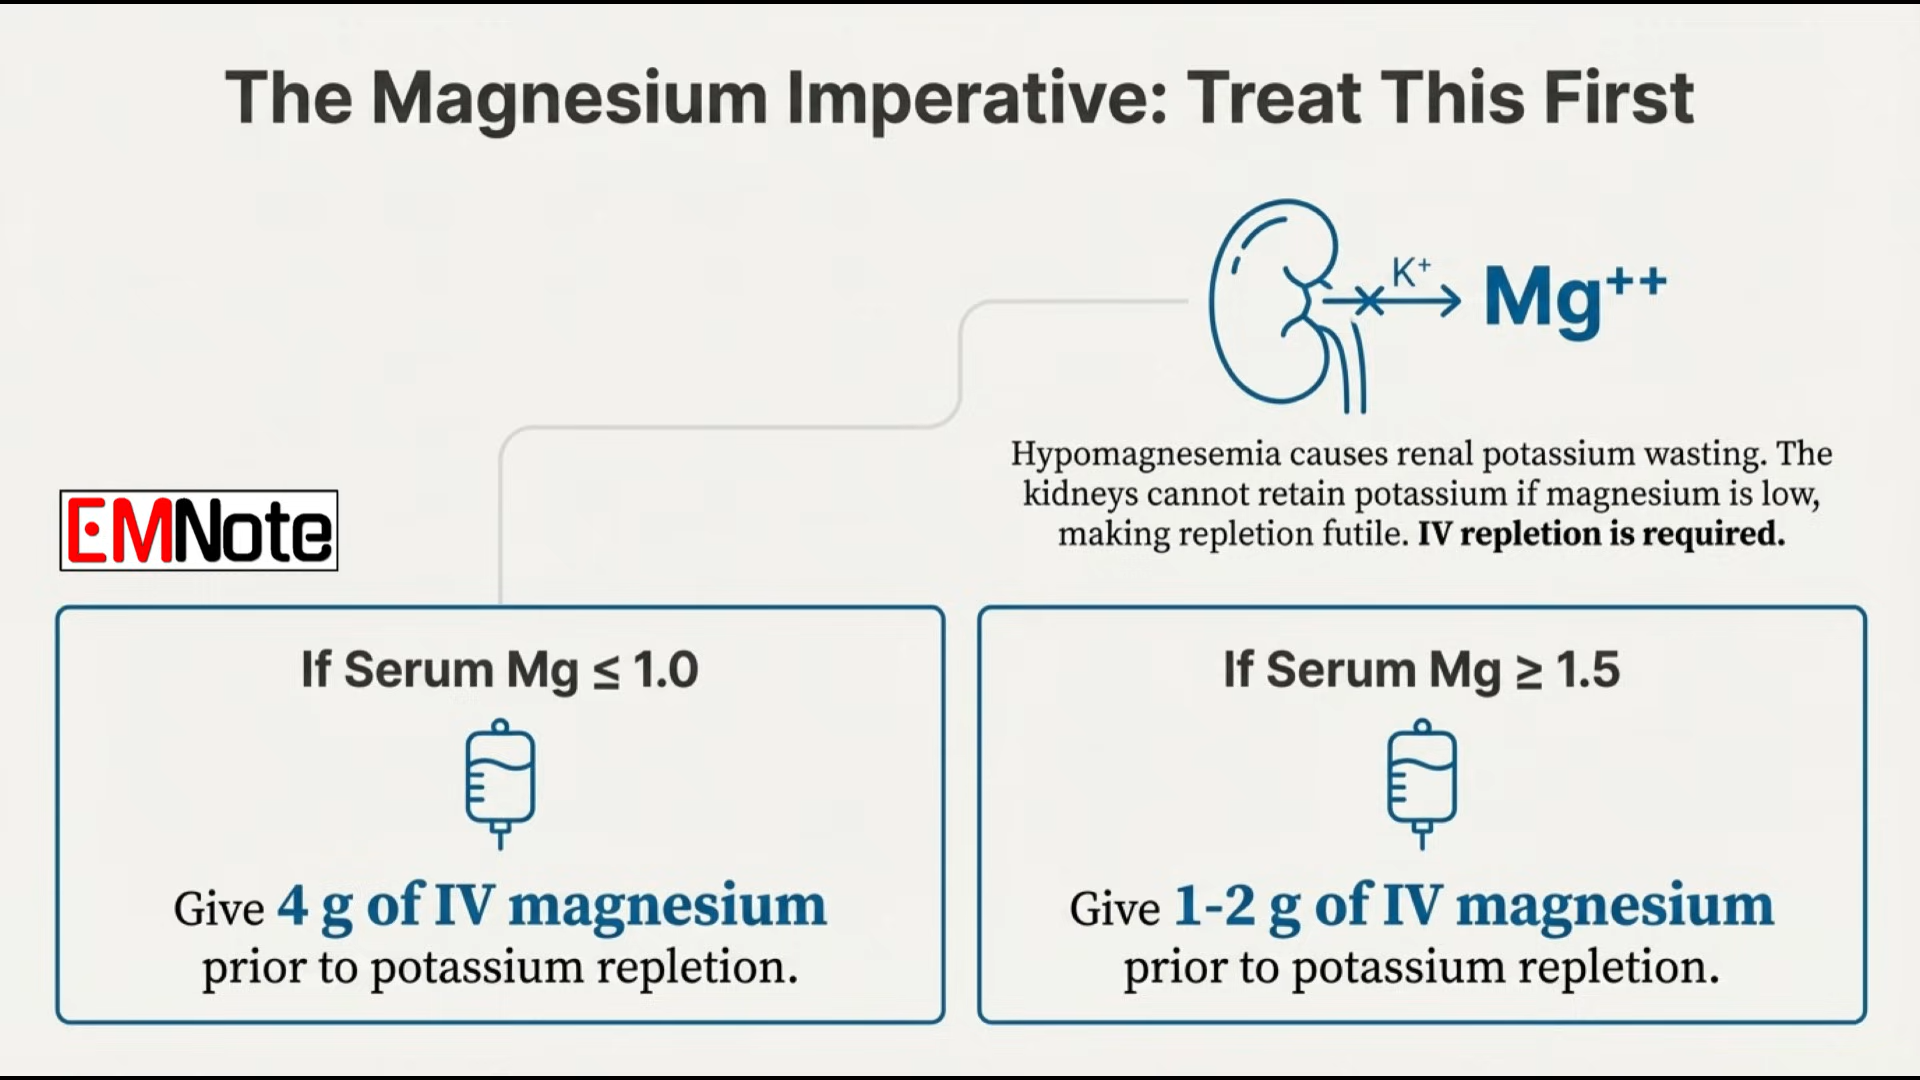 The Magnesium Imperative: Treat This First
K⁺
Mg⁺⁺
Hypomagnesemia causes renal potassium wasting. The
kidneys cannot retain potassium if magnesium is low,
making repletion futile. IV repletion is required.
EMNote
If Serum Mg ≤ 1.0
Give 4 g of IV magnesium
prior to potassium repletion.
If Serum Mg ≥ 1.5
Give 1-2 g of IV magnesium
prior to potassium repletion.